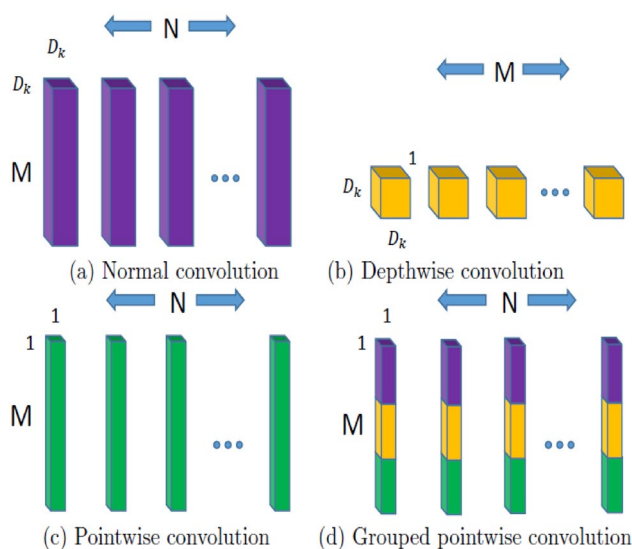 N
D_k
D_k
M
(a) Normal convolution
M
1
D_k
D_k
(b) Depthwise convolution
N
1
1
M
(c) Pointwise convolution
N
1
1
M
(d) Grouped pointwise convolution